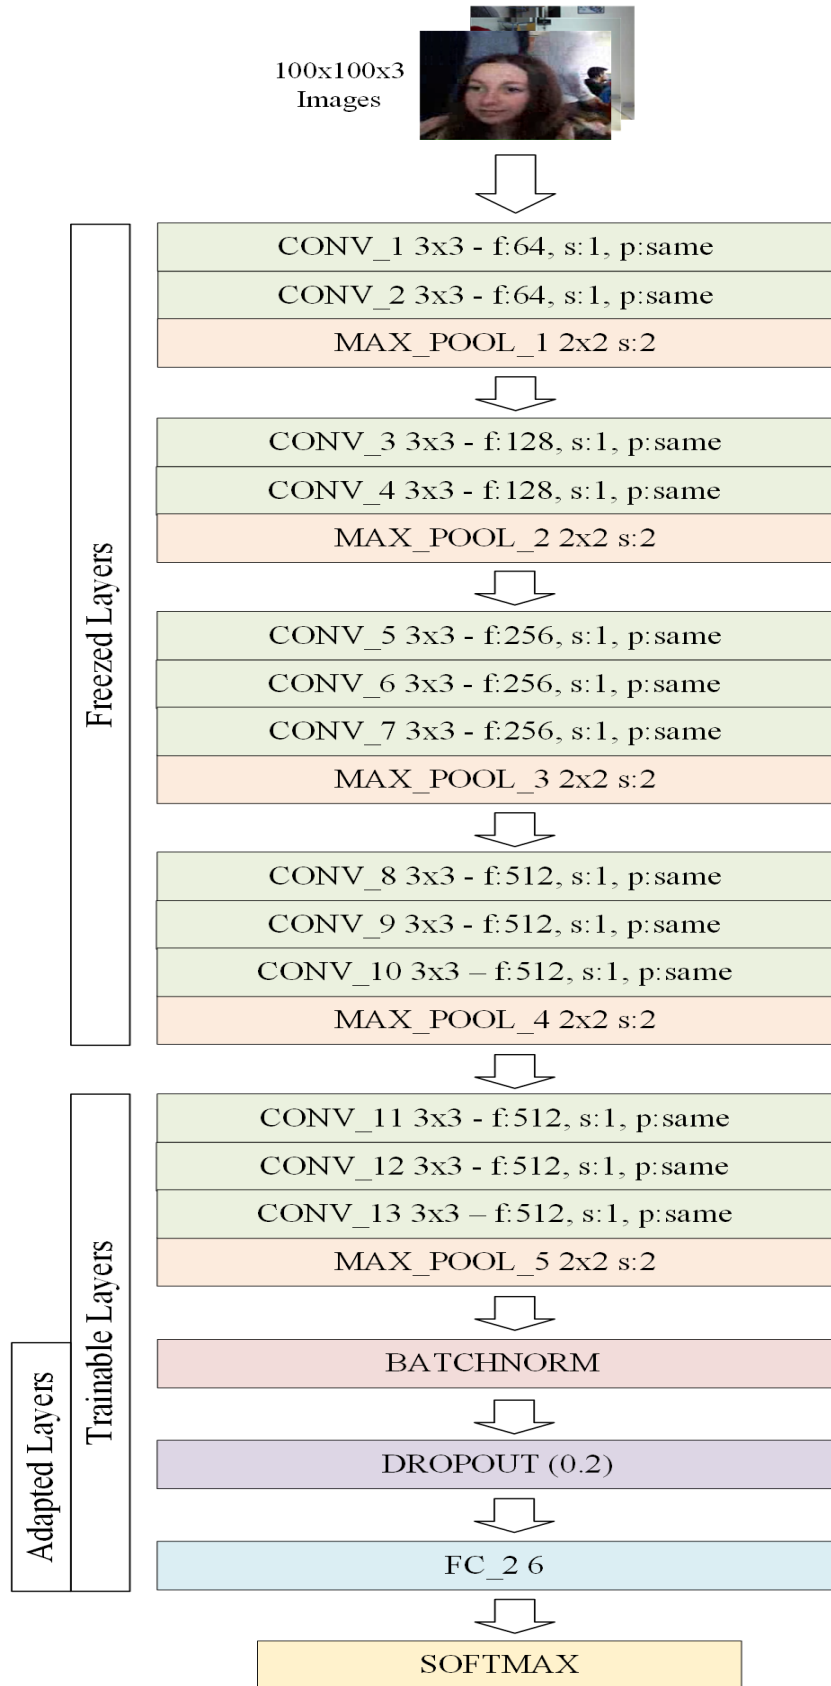 100x100x3
Images
CONV_1 3x3 - f:64, s:1, p:same
CONV_2 3x3 - f:64, s:1, p:same
MAX_POOL_1 2x2 s:2
CONV_3 3x3 - f:128, s:1, p:same
CONV_4 3x3 - f:128, s:1, p:same
MAX_POOL_2 2x2 s:2
Freezed Layers
CONV_5 3x3 - f:256, s:1, p:same
CONV_6 3x3 - f:256, s:1, p:same
CONV_7 3x3 - f:256, s:1, p:same
MAX_POOL_3 2x2 s:2
CONV_8 3x3 - f:512, s:1, p:same
CONV_9 3x3 - f:512, s:1, p:same
CONV_10 3x3 – f:512, s:1, p:same
MAX_POOL_4 2x2 s:2
CONV_11 3x3 - f:512, s:1, p:same
CONV_12 3x3 - f:512, s:1, p:same
CONV_13 3x3 – f:512, s:1, p:same
MAX_POOL_5 2x2 s:2
Trainable Layers
Adapted Layers
BATCHNORM
DROPOUT (0.2)
FC_2 6
SOFTMAX